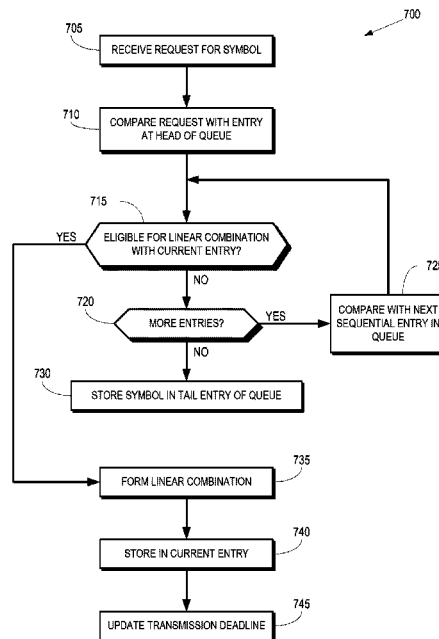 700
705
RECEIVE REQUEST FOR SYMBOL
710
COMPARE REQUEST WITH ENTRY
AT HEAD OF QUEUE
715
YES
ELIGIBLE FOR LINEAR COMBINATION
WITH CURRENT ENTRY?
NO
720
MORE ENTRIES?
YES
725
COMPARE WITH NEXT
SEQUENTIAL ENTRY IN
QUEUE
NO
730
STORE SYMBOL IN TAIL ENTRY OF QUEUE
735
FORM LINEAR COMBINATION
740
STORE IN CURRENT ENTRY
745
UPDATE TRANSMISSION DEADLINE